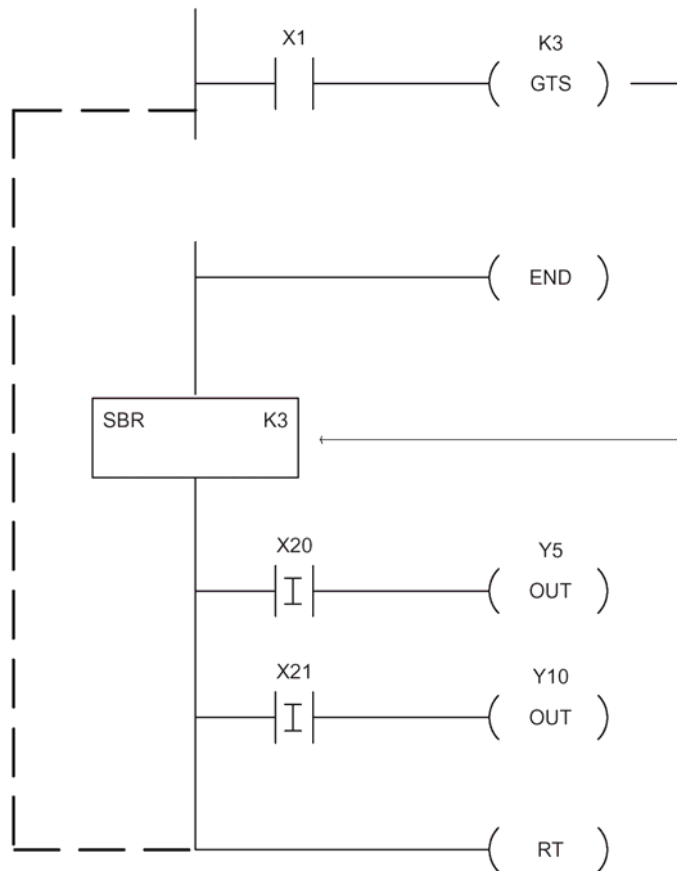 X1 K3
GTS
END
SBR K3
X20 Y5
I OUT
X21 Y10
I OUT
RT